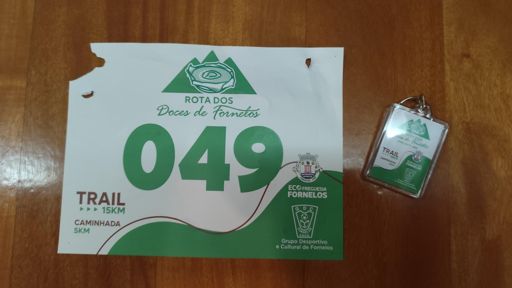 ROTA DOS
Doces de Fornelos
049
TRAIL
15KM
CAMINHADA
5KM
ECO FREGUESIA
FORNELOS
Grupo Desportivo
e Cultural de Fornelos
TRAIL